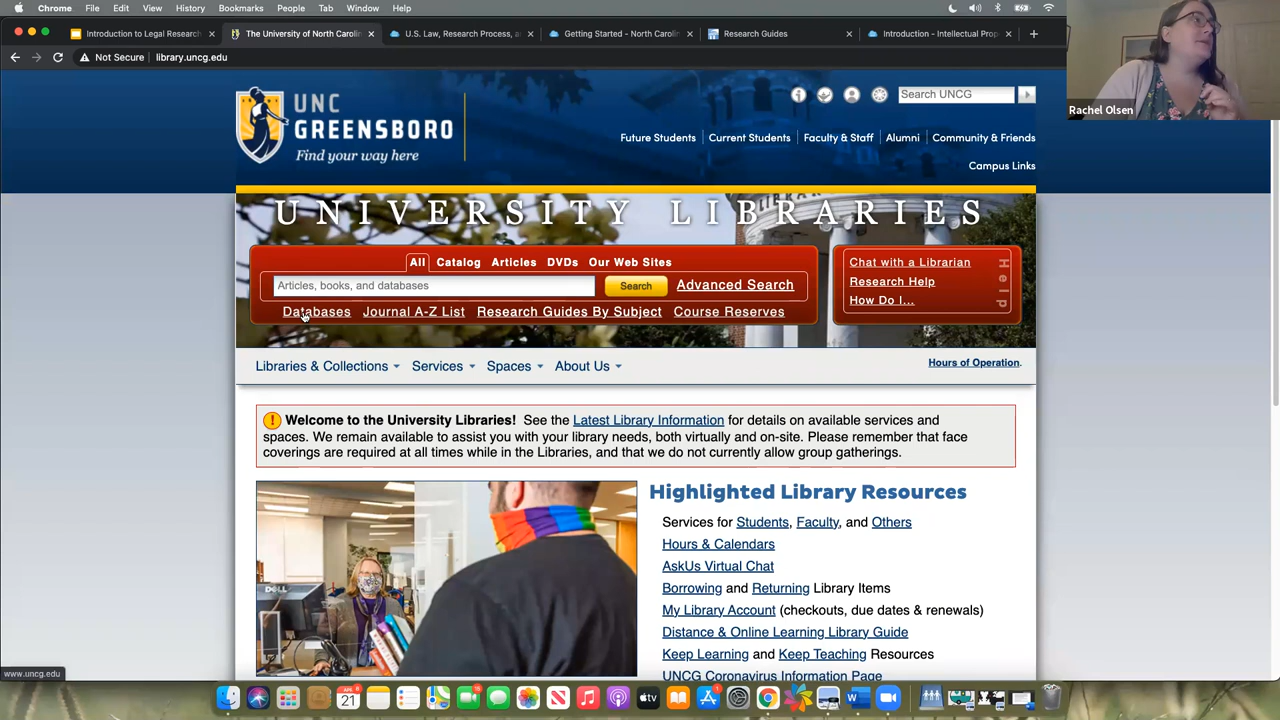 Chrome File Edit View History Bookmarks People Tab Window Help
Introduction to Legal Research × The University of North Carolin × U.S. Law, Research Process, an × Getting Started - North Carolin × Research Guides × Introduction - Intellectual Prop × +
Not Secure library.uncg.edu
UNC
GREENSBORO
Find your way here
Search UNCG
Future Students Current Students Faculty & Staff Alumni Community & Friends
Campus Links
UNIVERSITY LIBRARIES
All Catalog Articles DVDs Our Web Sites
Articles, books, and databases Search Advanced Search
Databases Journal A-Z List Research Guides By Subject Course Reserves
Chat with a Librarian
Research Help
How Do I...
Help
Libraries & Collections Services Spaces About Us
Hours of Operation.
Welcome to the University Libraries! See the Latest Library Information for details on available services and
spaces. We remain available to assist you with your library needs, both virtually and on-site. Please remember that face
coverings are required at all times while in the Libraries, and that we do not currently allow group gatherings.
DELL
Highlighted Library Resources
Services for Students, Faculty, and Others
Hours & Calendars
AskUs Virtual Chat
Borrowing and Returning Library Items
My Library Account (checkouts, due dates & renewals)
Distance & Online Learning Library Guide
Keep Learning and Keep Teaching Resources
UNCG Coronavirus Information Page
www.uncg.edu
Rachel Olsen
21
tv